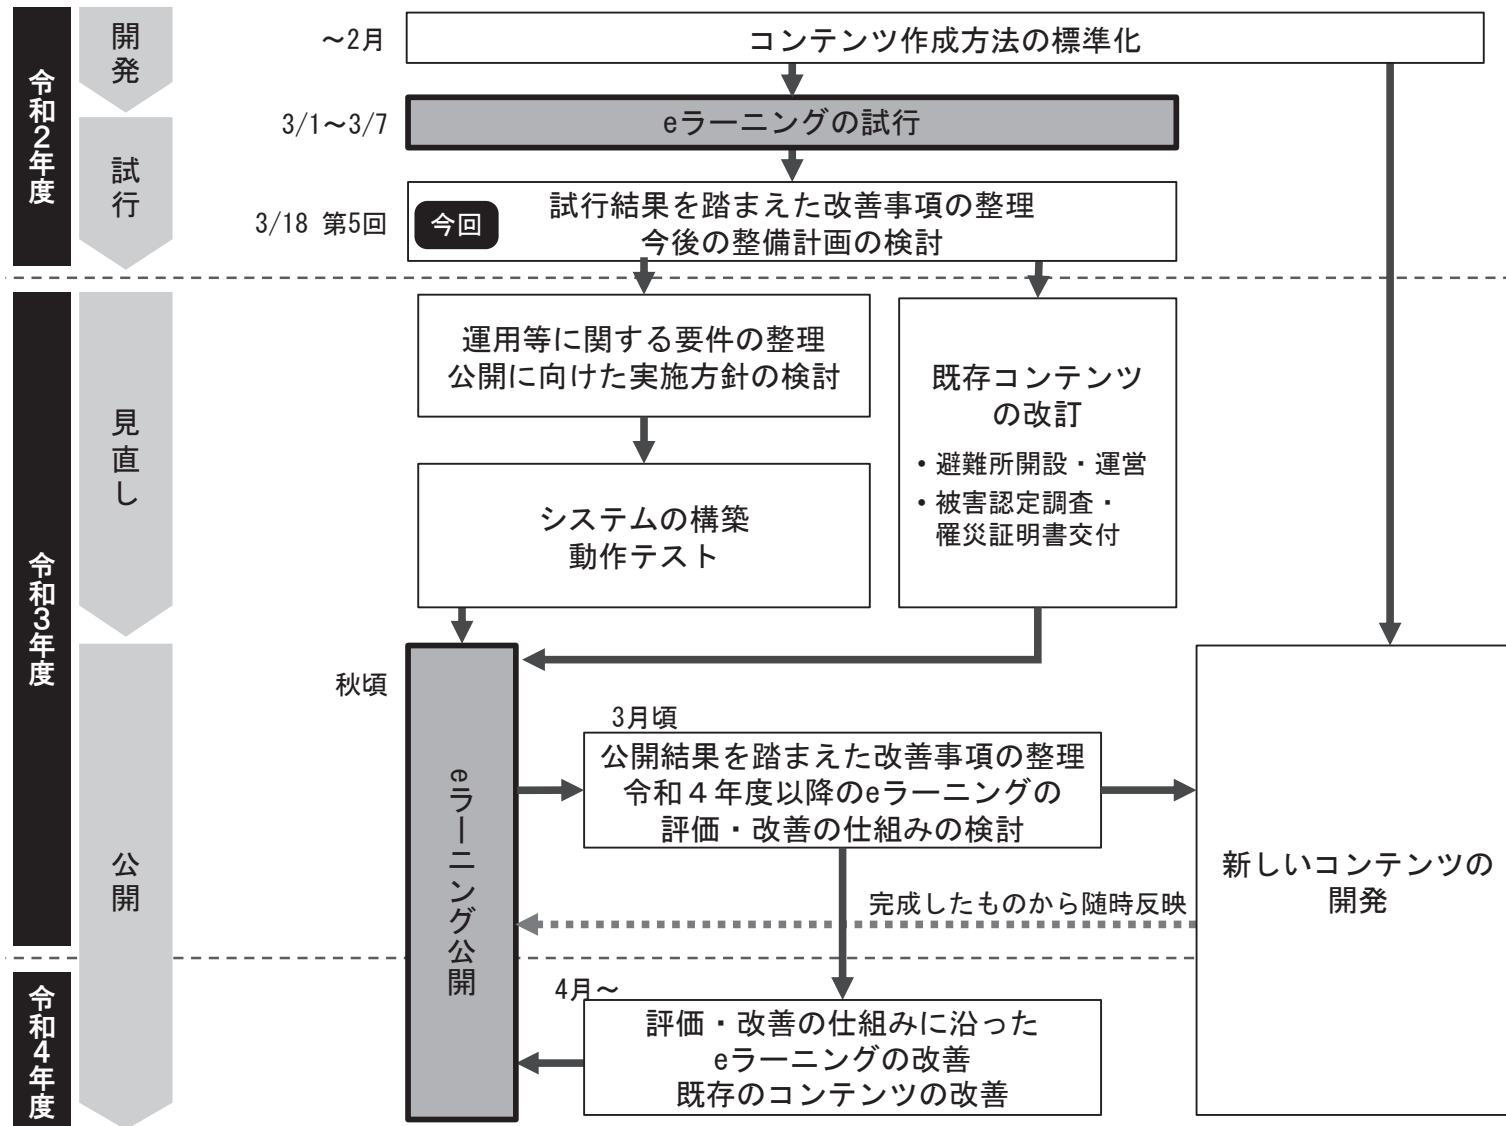 令和2年度
開発
～2月
コンテンツ作成方法の標準化
3/1～3/7
eラーニングの試行
試行
3/18 第5回
今回
試行結果を踏まえた改善事項の整理
今後の整備計画の検討
令和3年度
見直し
運用等に関する要件の整理
公開に向けた実施方針の検討
既存コンテンツ
の改訂
・避難所開設・運営
・被害認定調査・
罹災証明書交付
システムの構築
動作テスト
公開
秋頃
eラーニング公開
3月頃
公開結果を踏まえた改善事項の整理
令和４年度以降のeラーニングの
評価・改善の仕組みの検討
新しいコンテンツの
開発
完成したものから随時反映
令和4年度
4月～
評価・改善の仕組みに沿った
eラーニングの改善
既存のコンテンツの改善